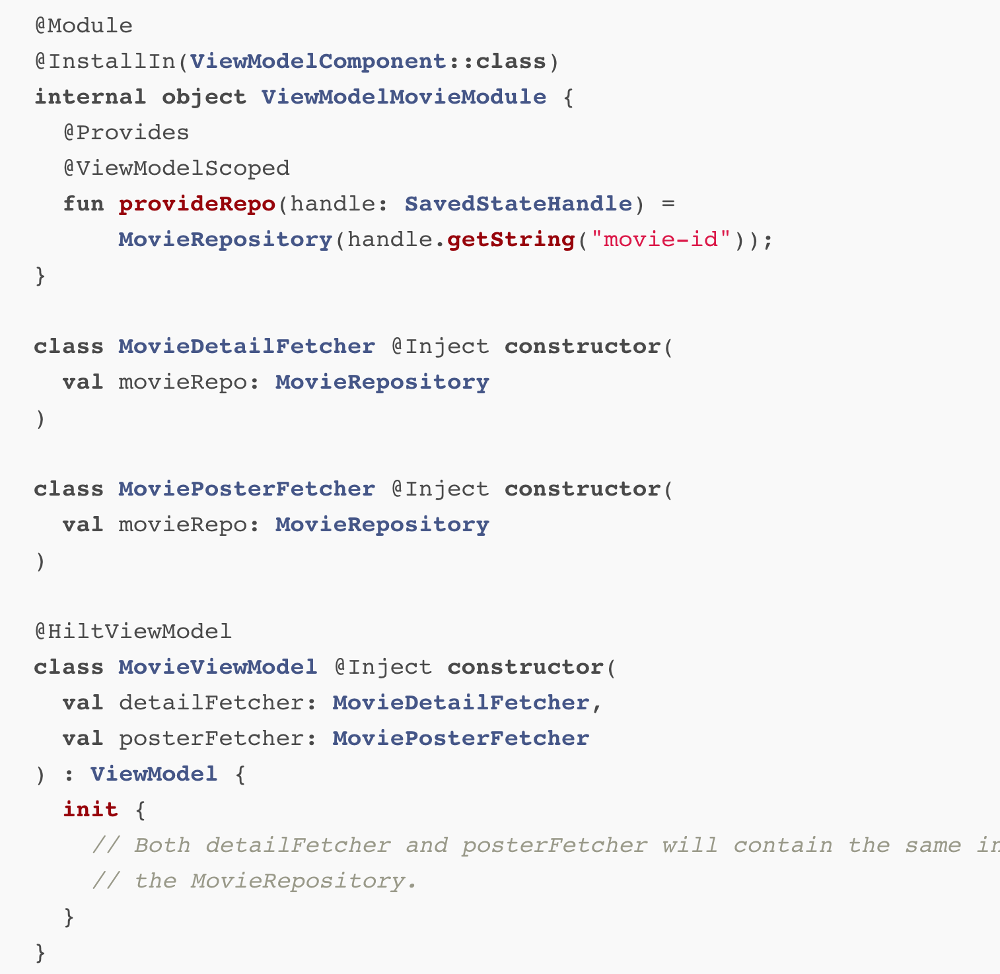 @Module
@InstallIn(ViewModelComponent::class)
internal object ViewModelMovieModule {
  @Provides
  @ViewModelScoped
  fun provideRepo(handle: SavedStateHandle) =
      MovieRepository(handle.getString("movie-id"));
}

class MovieDetailFetcher @Inject constructor(
  val movieRepo: MovieRepository
)

class MoviePosterFetcher @Inject constructor(
  val movieRepo: MovieRepository
)

@HiltViewModel
class MovieViewModel @Inject constructor(
  val detailFetcher: MovieDetailFetcher,
  val posterFetcher: MoviePosterFetcher
) : ViewModel {
  init {
    // Both detailFetcher and posterFetcher will contain the same
    // the MovieRepository.
  }
}